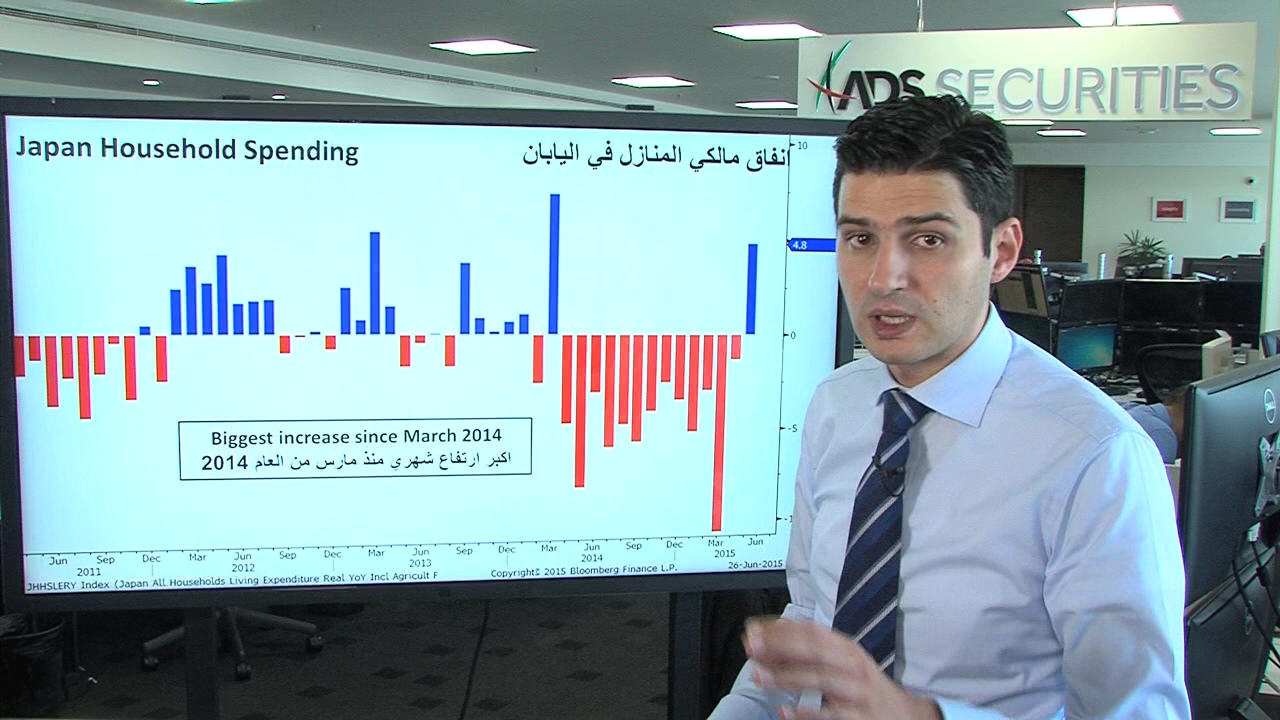 ADS SECURITIES
Japan Household Spending
انفاق مالكي المنازل في اليابان
10
4.8
0
-5
-1
Biggest increase since March 2014
اكبر ارتفاع شهري منذ مارس من العام 2014
Jun Sep Dec Mar Jun Sep Dec Mar Jun Sep Dec Mar Jun Sep Dec Mar Jun
2011 2012 2013 2014 2015
JHHSLERY Index (Japan All Households Living Expenditure Real YoY Incl Agricult F
Copyright© 2015 Bloomberg Finance L.P.
26-Jun-2015